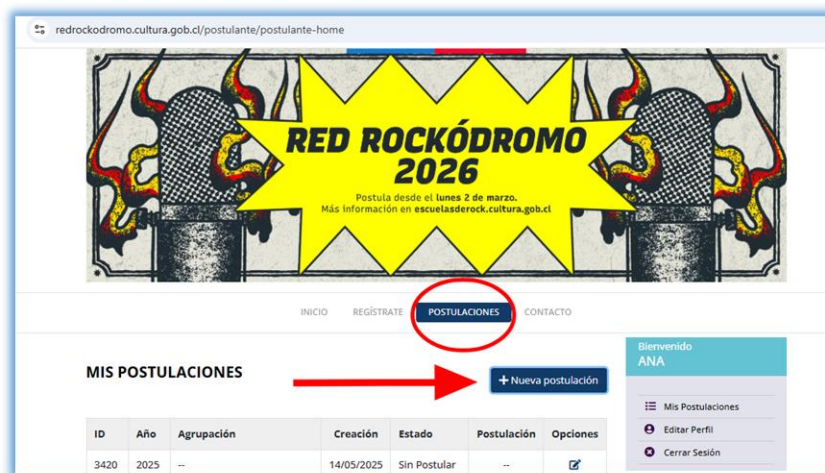 redrockodromo.cultura.gob.cl/postulante/postulante-home
RED ROCKÓDROMO
2026
Postula desde el lunes 2 de marzo.
Más información en escuelasderock.cultura.gob.cl
INICIO REGÍSTRATE POSTULACIONES CONTACTO
MIS POSTULACIONES
+ Nueva postulación
Bienvenido
ANA
Mis Postulaciones
Editar Perfil
Cerrar Sesión
ID Año Agrupación Creación Estado Postulación Opciones
3420 2025 -- 14/05/2025 Sin Postular --